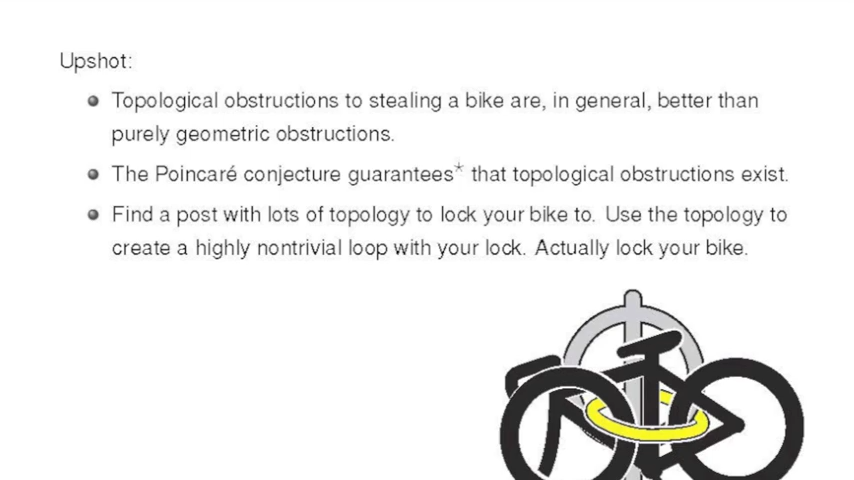 Upshot:
Topological obstructions to stealing a bike are, in general, better than
purely geometric obstructions.
The Poincaré conjecture guarantees* that topological obstructions exist.
Find a post with lots of topology to lock your bike to. Use the topology to
create a highly nontrivial loop with your lock. Actually lock your bike.